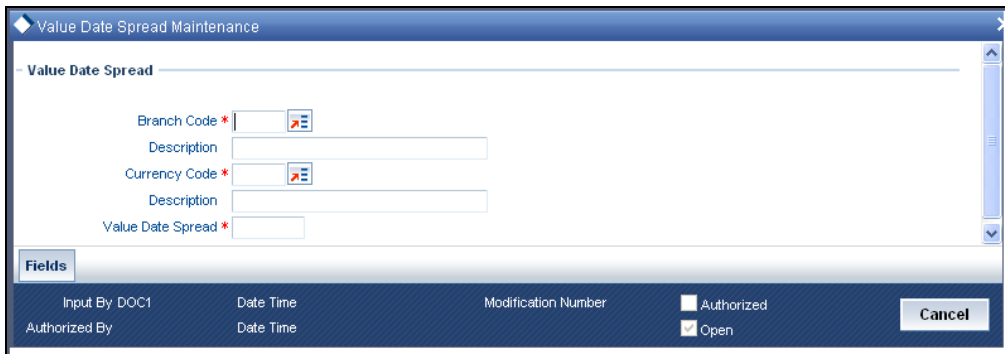 Value Date Spread Maintenance
Value Date Spread
Branch Code *
Description
Currency Code *
Description
Value Date Spread *
Fields
Input By DOC1 Date Time Modification Number Authorized
Authorized By Date Time Open
Cancel